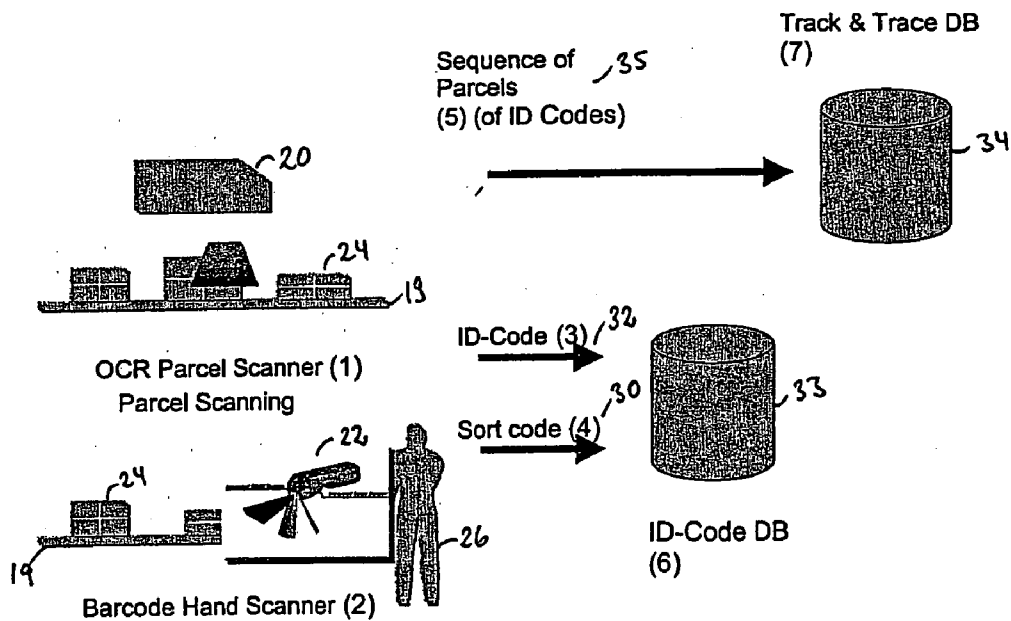 Track & Trace DB
(7)
Sequence of
Parcels
(5) (of ID Codes)
35
34
20
24
19
OCR Parcel Scanner (1)
Parcel Scanning
ID-Code (3)
32
Sort code (4)
30
33
ID-Code DB
(6)
22
24
26
19
Barcode Hand Scanner (2)